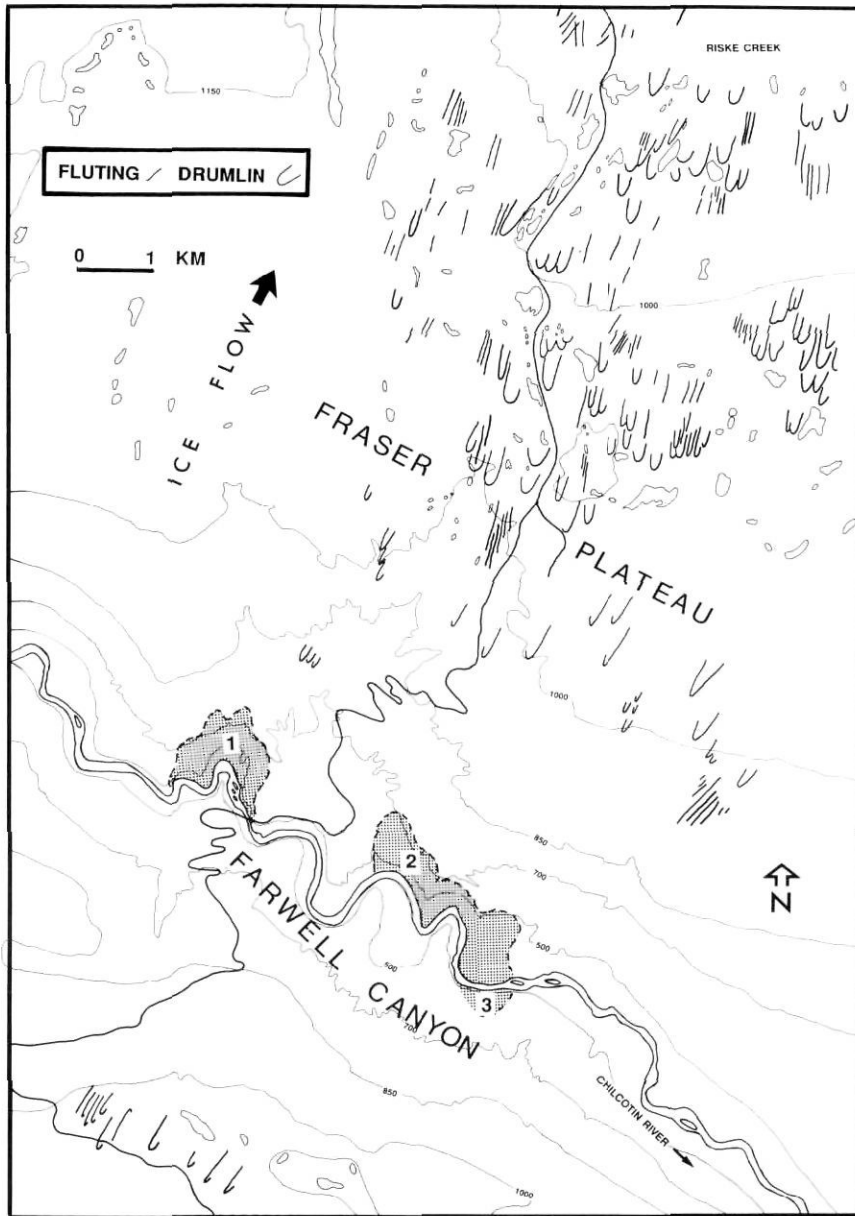 RISKE CREEK
1150
FLUTING DRUMLIN
0 1 KM
ICE FLOW
1000
FRASER
PLATEAU
1000
1
850
2
700
FARWELL
N
500
500
3
CANYON
700
850
CHILCOTIN RIVER
1000